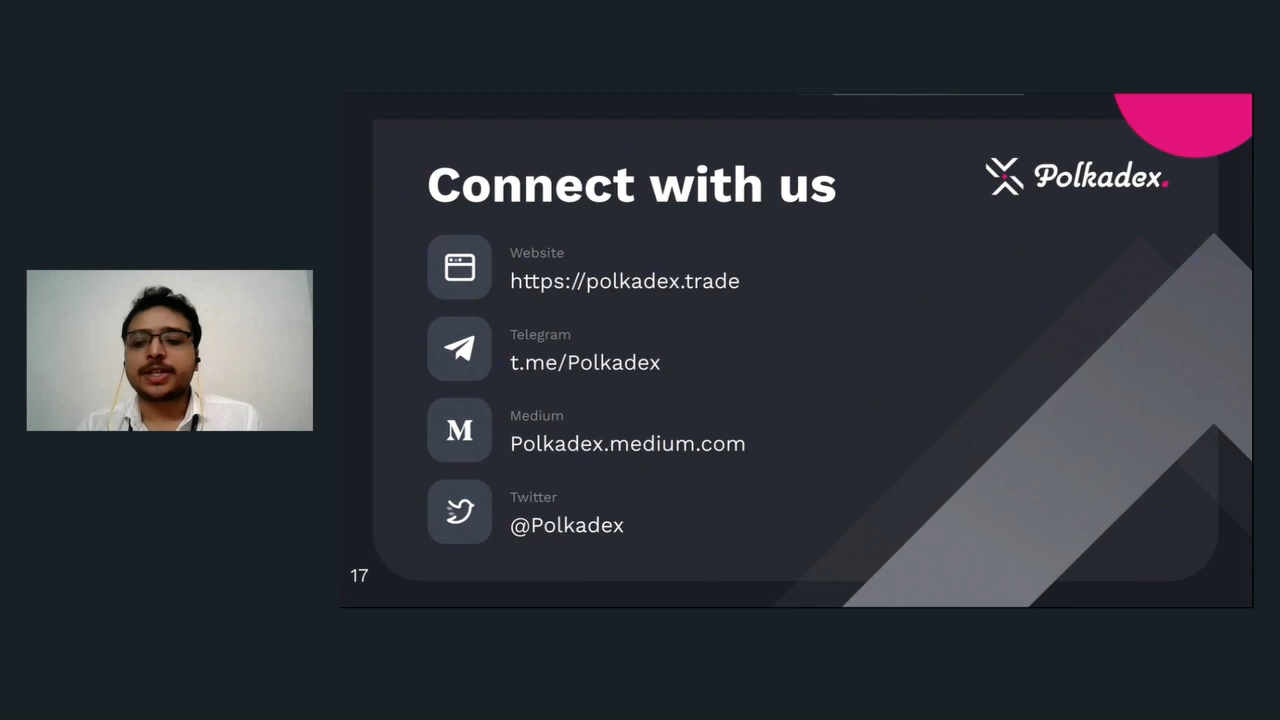 Connect with us
Polkadex.
Website
https://polkadex.trade
Telegram
t.me/Polkadex
M
Medium
Polkadex.medium.com
Twitter
@Polkadex
17